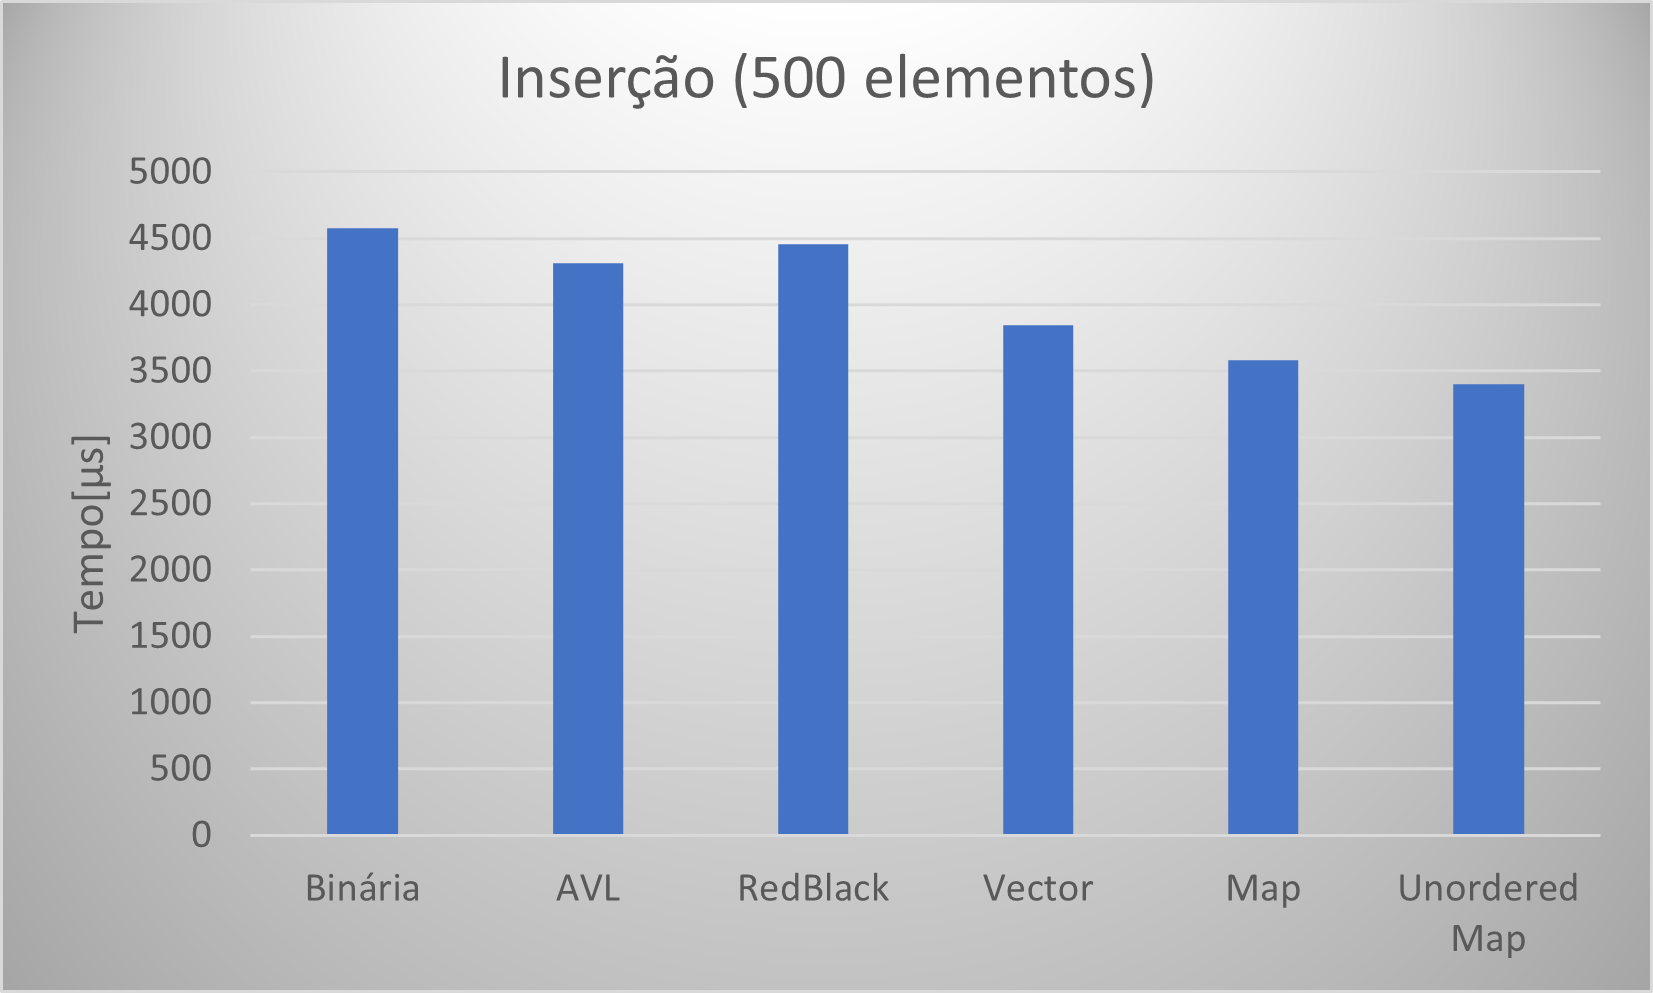 Inserção (500 elementos)
5000
4500
4000
3500
3000
2500
2000
1500
1000
500
0
Tempo[µs]
Binária
AVL
RedBlack
Vector
Map
Unordered
Map